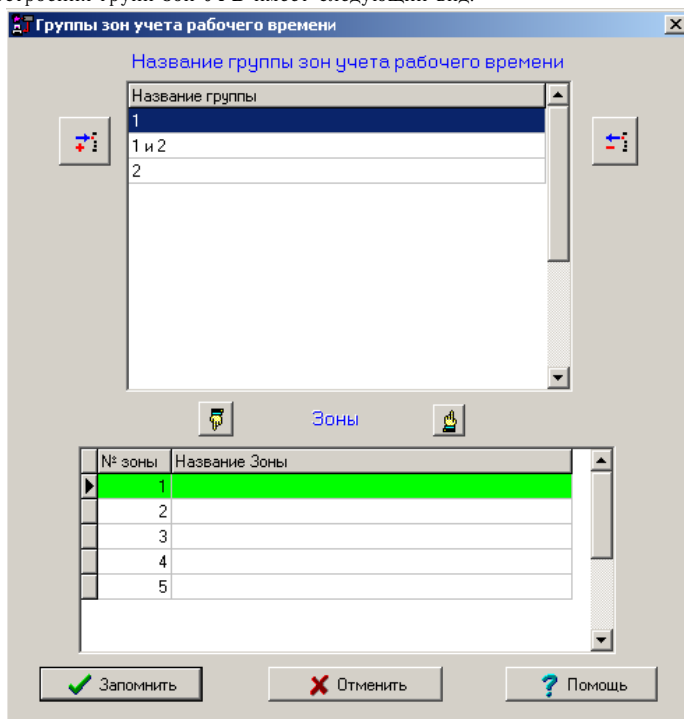 Группы зон учета рабочего времени
Название группы зон учета рабочего времени
Название группы
1
1 и 2
2
Зоны
№ зоны Название Зоны
1
2
3
4
5
Запомнить Отменить Помощь